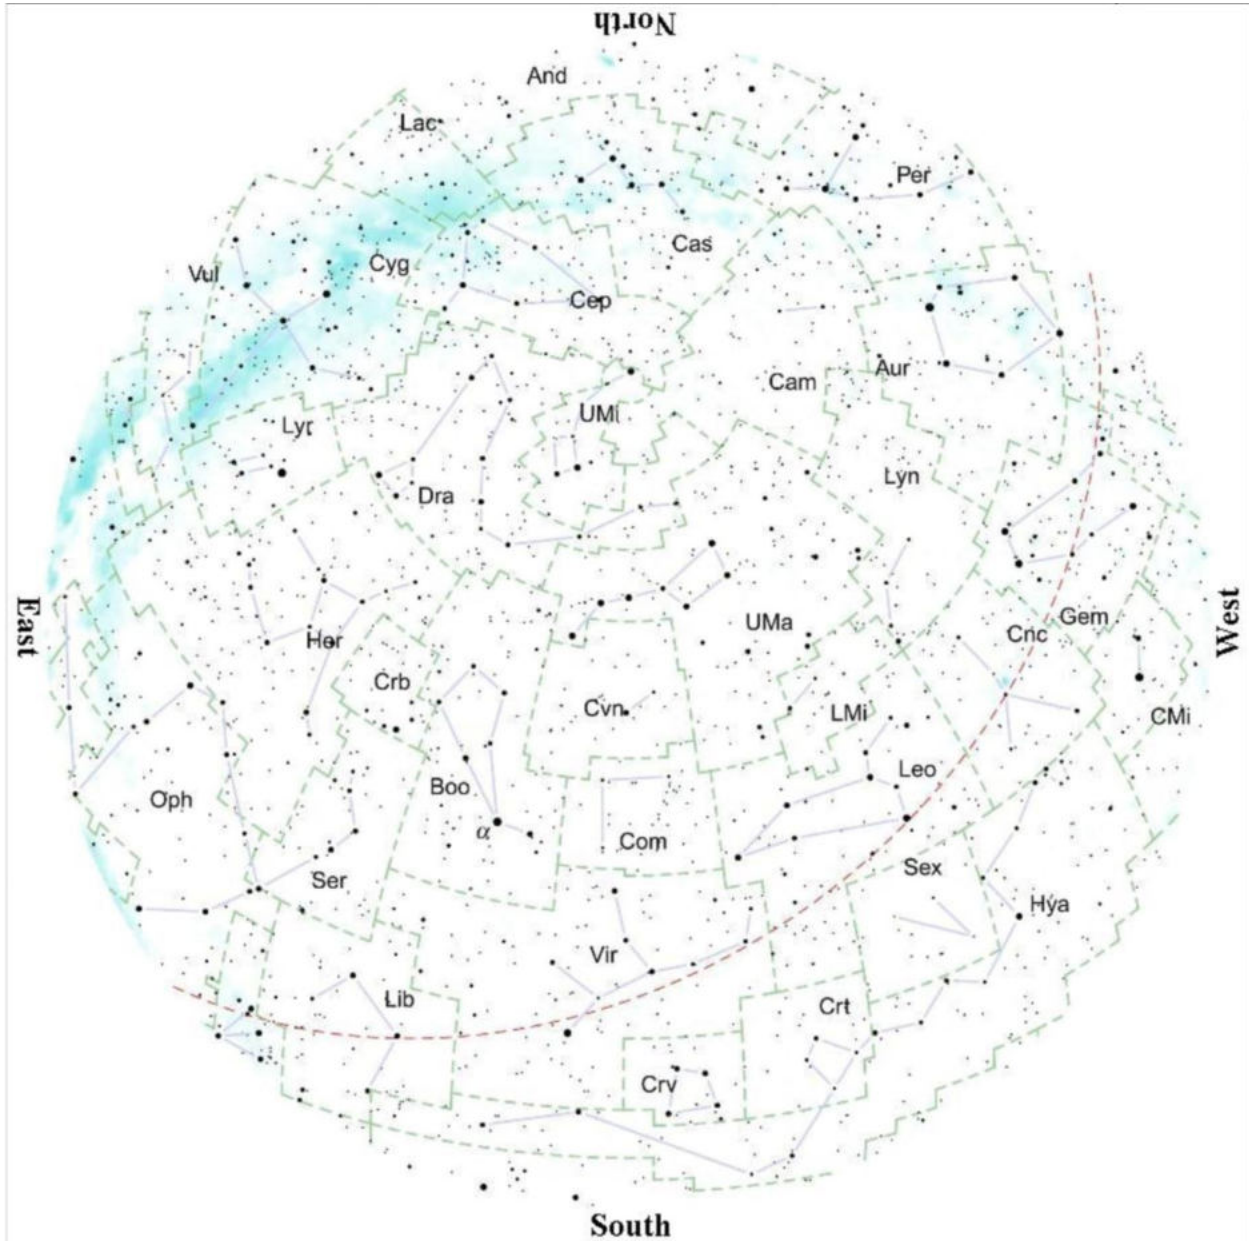 North
And
Lac
Per
Cas
Vul
Cyg
Cep
Cam
Aur
UMi
Lyr
Lyn
Dra
East
West
UMa
Gem
Cnc
Her
Crb
Cvn
LMi
CMi
Leo
Boo
Oph
α
Com
Sex
Ser
Hya
Vir
Lib
Crt
Crv
South